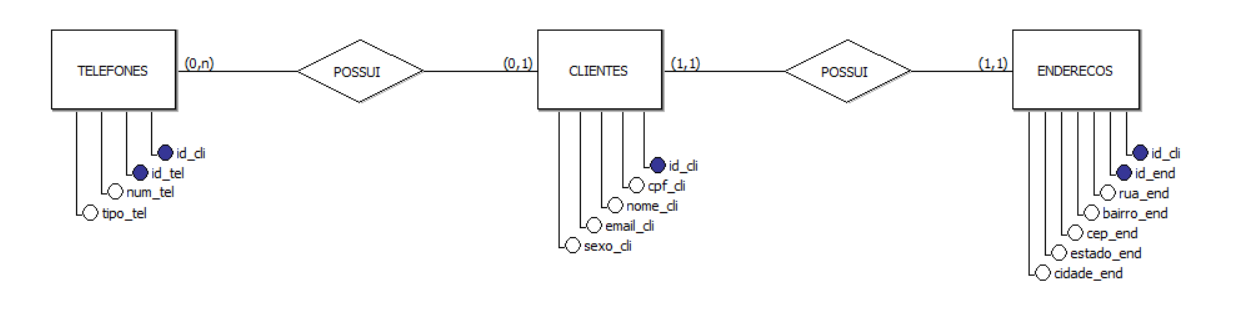 TELEFONES (0,n) POSSUI (0,1) CLIENTES (1,1) POSSUI (1,1) ENDERECOS
id_cli
id_tel
num_tel
tipo_tel
id_cli
cpf_cli
nome_cli
email_cli
sexo_cli
id_cli
id_end
rua_end
bairro_end
cep_end
estado_end
cidade_end